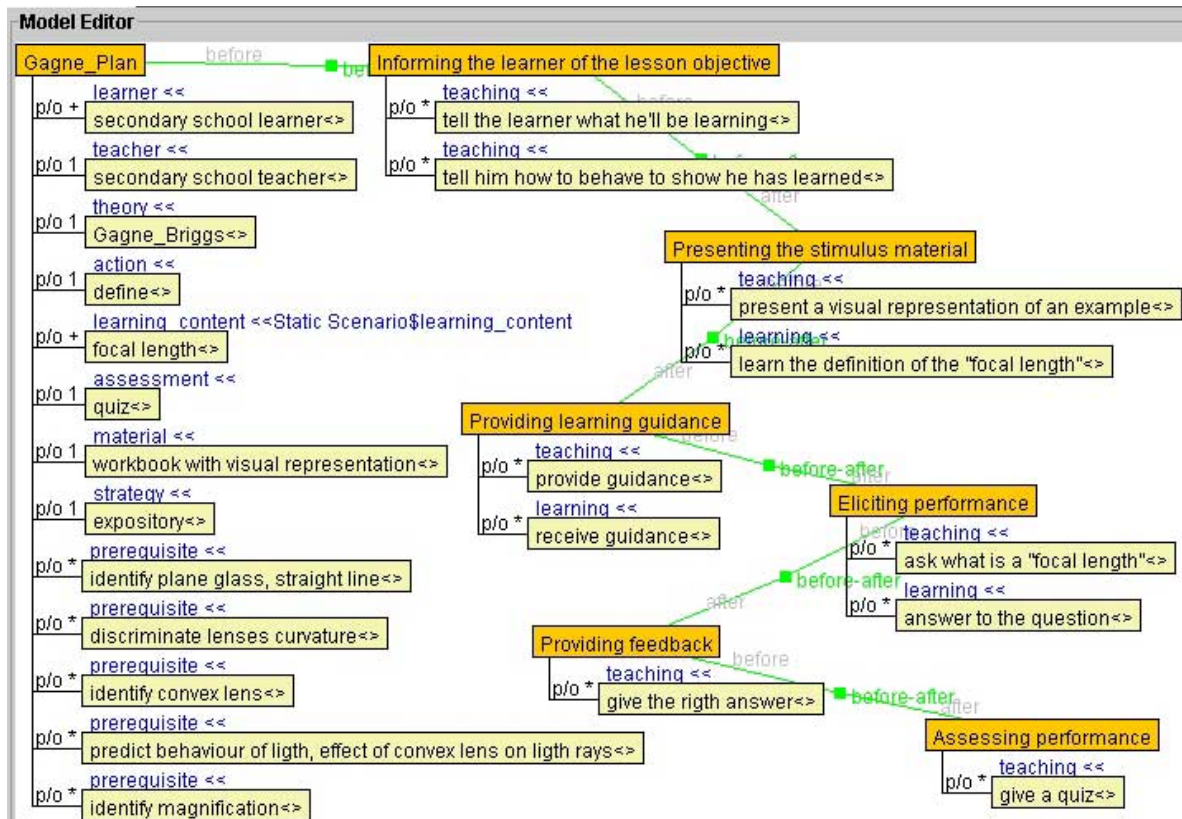 Model Editor
Gagne_Plan
before
Informing the learner of the lesson objective
before
p/o +
learner <<
secondary school learner<>
p/o 1
teacher <<
secondary school teacher<>
p/o 1
theory <<
Gagne_Briggs<>
p/o 1
action <<
define<>
p/o +
learning_content <<Static Scenario$learning_content
focal length<>
p/o 1
assessment <<
quiz<>
p/o 1
material <<
workbook with visual representation<>
p/o 1
strategy <<
expository<>
p/o *
prerequisite <<
identify plane glass, straight line<>
p/o *
prerequisite <<
discriminate lenses curvature<>
p/o *
prerequisite <<
identify convex lens<>
p/o *
prerequisite <<
predict behaviour of ligth, effect of convex lens on ligth rays<>
p/o *
prerequisite <<
identify magnification<>
p/o *
teaching <<
tell the learner what he'll be learning<>
p/o *
teaching <<
tell him how to behave to show he has learned<>
after
Presenting the stimulus material
p/o *
teaching <<
present a visual representation of an example<>
before-after
p/o *
learning <<
learn the definition of the "focal length"<>
after
Providing learning guidance
before
p/o *
teaching <<
provide guidance<>
p/o *
learning <<
receive guidance<>
before-after
after
Eliciting performance
before
p/o *
teaching <<
ask what is a "focal length"<>
p/o *
learning <<
answer to the question<>
before-after
after
Providing feedback
before
p/o *
teaching <<
give the rigth answer<>
before-after
after
Assessing performance
p/o *
teaching <<
give a quiz<>